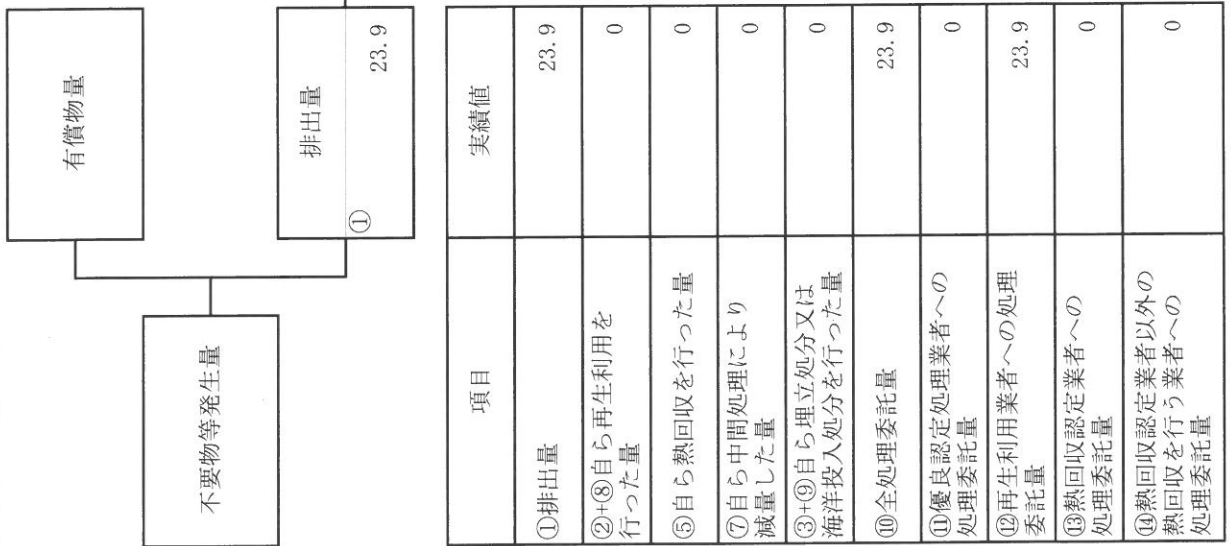 有償物量
不要物等発生量
排出量
①
23.9
項目
実績値
①排出量
23.9
②+⑧自ら再生利用を
行った量
0
⑤自ら熱回収を行った量
0
⑦自ら中間処理により
減量した量
0
③+⑨自ら埋立処分又は
海洋投入処分を行った量
0
⑩全処理委託量
23.9
⑪優良認定処理業者への
処理委託量
0
⑫再生利用業者への処理
委託量
23.9
⑬熱回収認定業者への
処理委託量
0
⑭熱回収認定業者以外の
熱回収を行う業者への
処理委託量
0